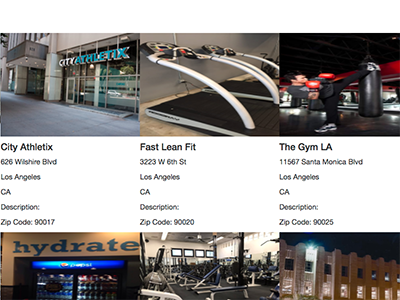 CITYATHLETIX
City Athletix
626 Wilshire Blvd
Los Angeles
CA
Description:
Zip Code: 90017
Fast Lean Fit
3223 W 6th St
Los Angeles
CA
Description:
Zip Code: 90020
The Gym LA
11567 Santa Monica Blvd
Los Angeles
CA
Description:
Zip Code: 90025
hydrate
pepsi